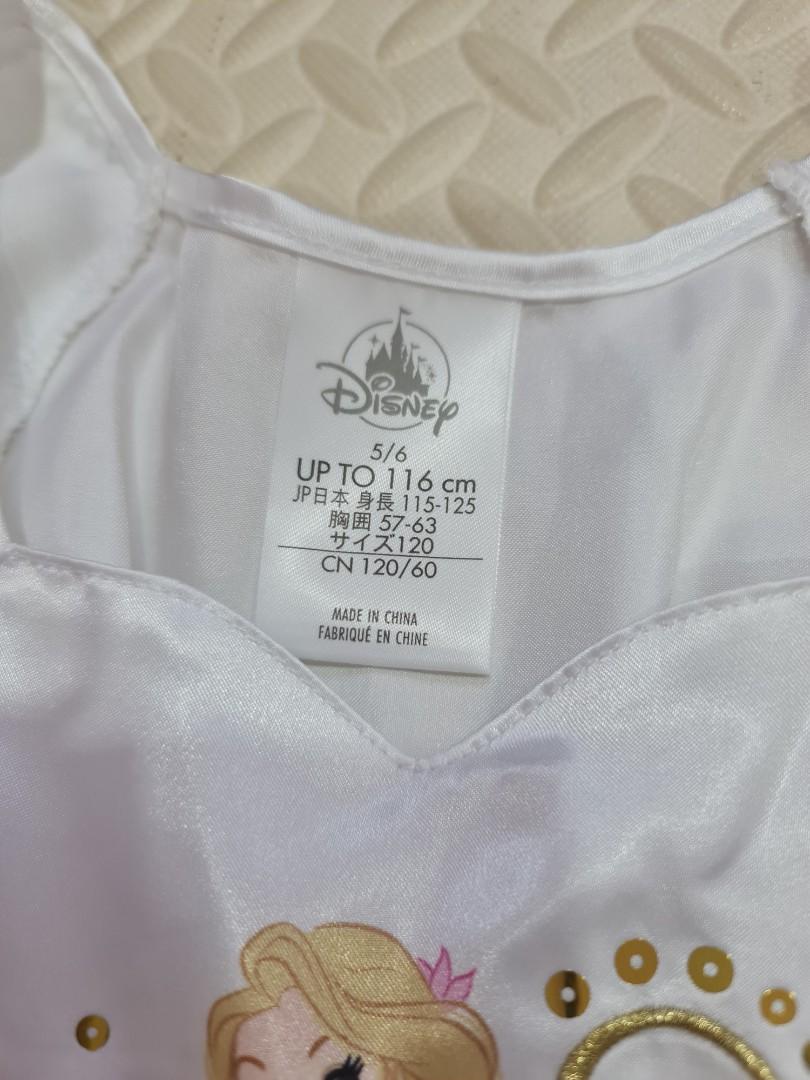 Disney
5/6
UP TO 116 cm
JP日本 身長 115-125
胸囲 57-63
サイズ120
CN 120/60
MADE IN CHINA
FABRIQUÉ EN CHINE